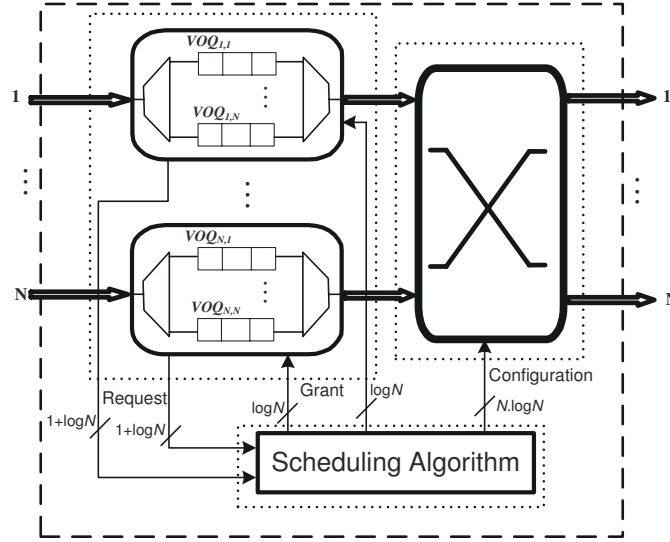 VOQ1,1
1
1
VOQ1,N
VOQN,1
N
N
VOQN,N
Request
Grant
Configuration
1+logN
1+logN
logN
logN
N.logN
Scheduling Algorithm